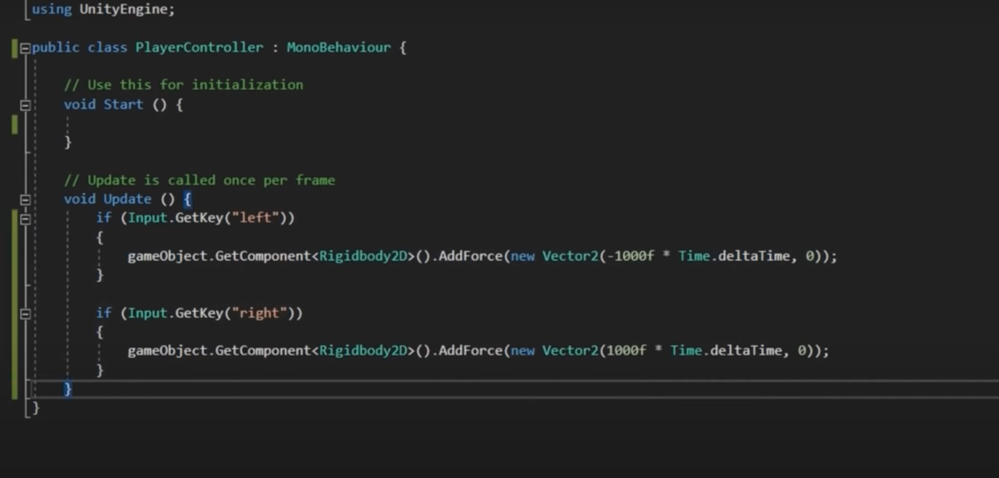 using UnityEngine;
public class PlayerController : MonoBehaviour {
// Use this for initialization
void Start () {
}
// Update is called once per frame
void Update () {
if (Input.GetKey("left"))
{
gameObject.GetComponent<Rigidbody2D>().AddForce(new Vector2(-1000f * Time.deltaTime, 0));
}
if (Input.GetKey("right"))
{
gameObject.GetComponent<Rigidbody2D>().AddForce(new Vector2(1000f * Time.deltaTime, 0));
}
}
}